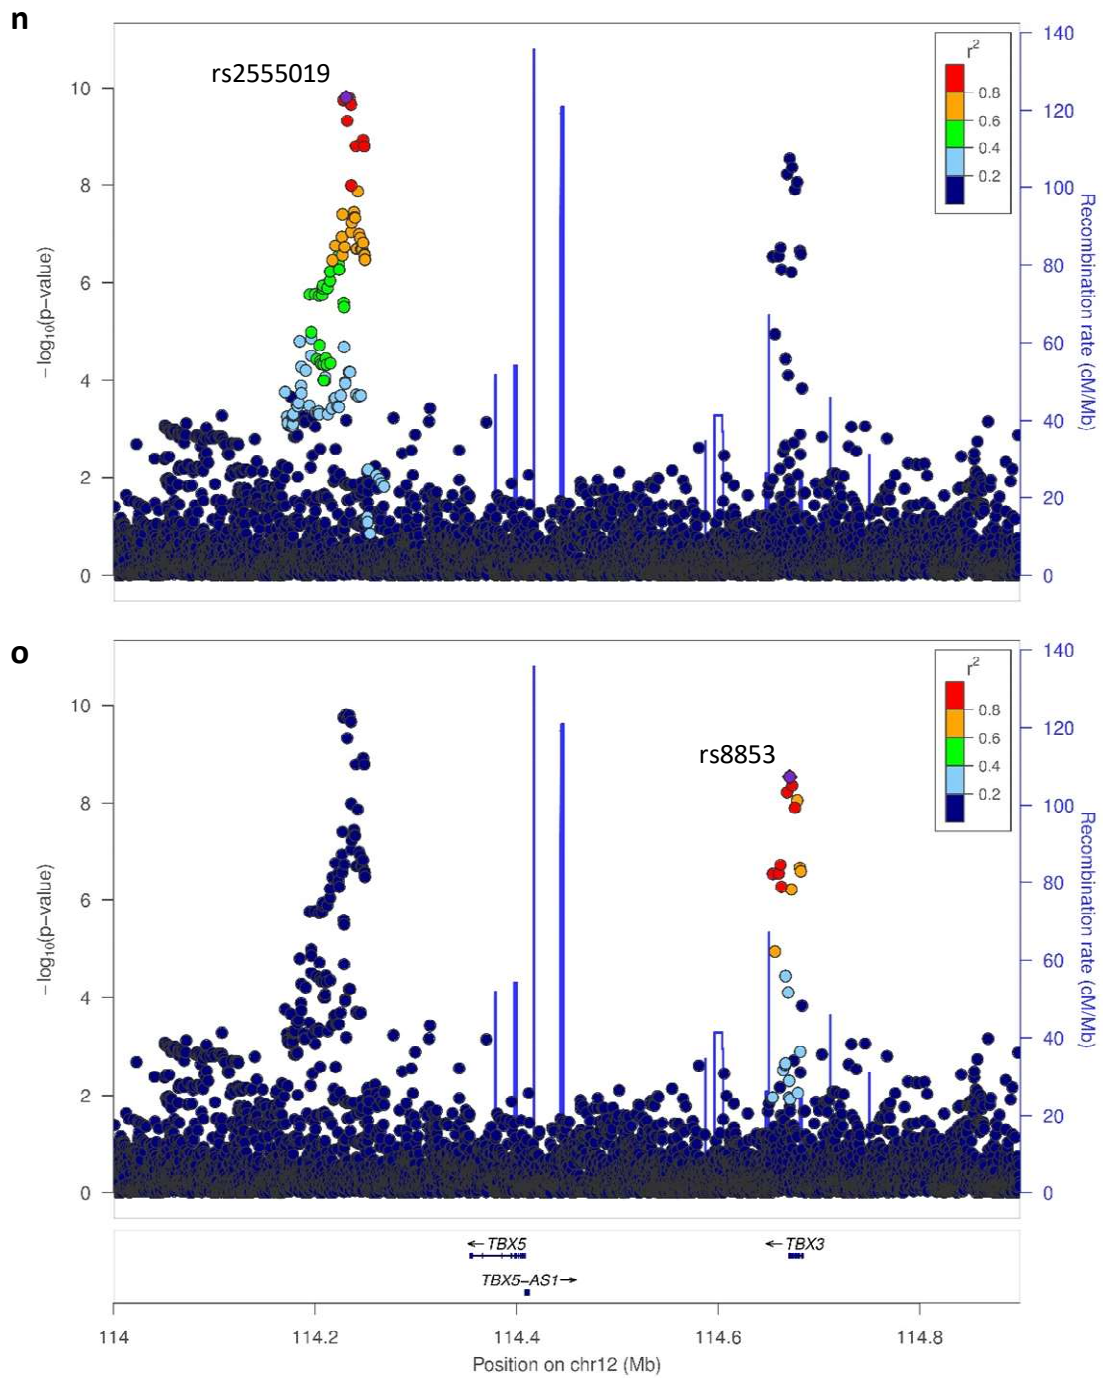 n
rs2555019
r²
0.8
0.6
0.4
0.2
10
8
6
4
2
0
−log₁₀(p−value)
140
120
100
80
60
40
20
0
Recombination rate (cM/Mb)
o
rs8853
r²
0.8
0.6
0.4
0.2
10
8
6
4
2
0
−log₁₀(p−value)
140
120
100
80
60
40
20
0
Recombination rate (cM/Mb)
←TBX5
←TBX3
TBX5−AS1→
114
114.2
114.4
114.6
114.8
Position on chr12 (Mb)